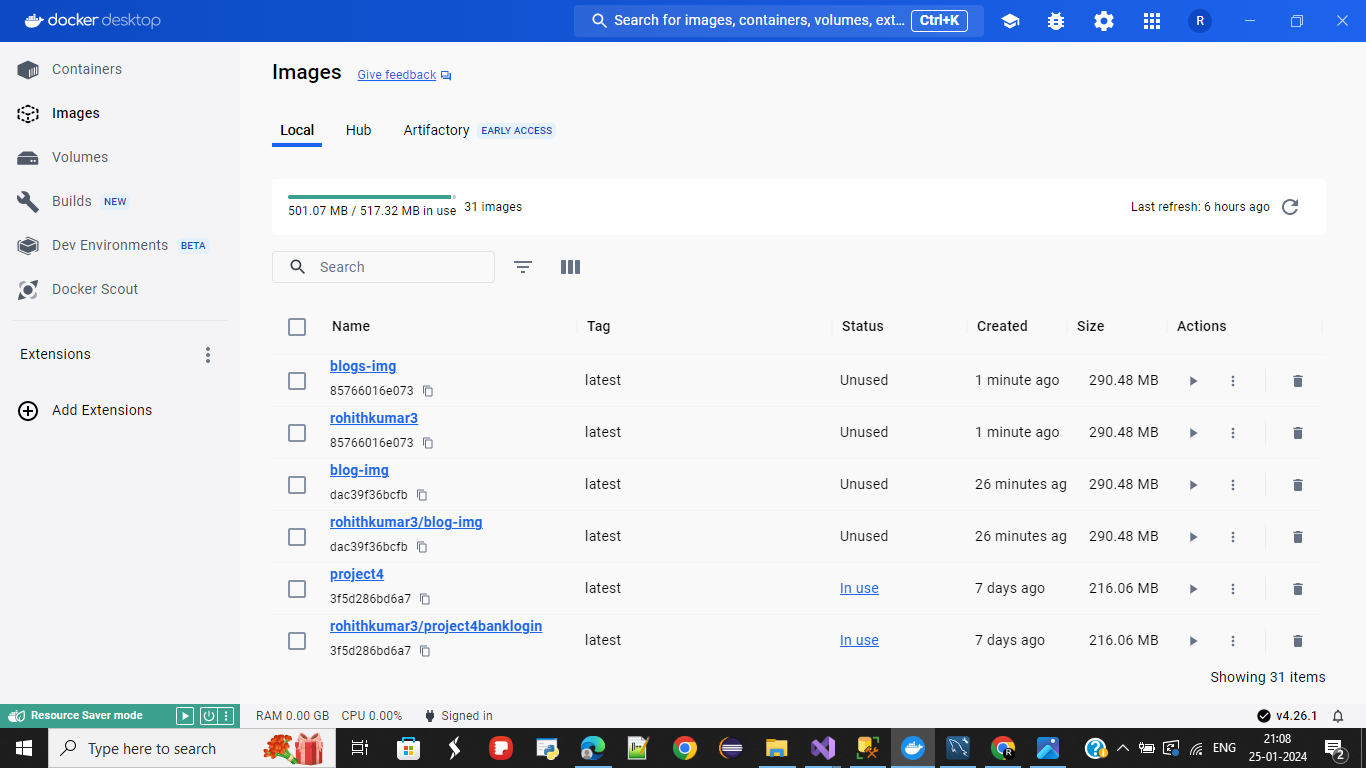 docker desktop
Search for images, containers, volumes, ext... Ctrl+K
R
Containers
Images
Volumes
Builds NEW
Dev Environments BETA
Docker Scout
Extensions
Add Extensions
Images Give feedback
Local Hub Artifactory EARLY ACCESS
501.07 MB / 517.32 MB in use 31 images Last refresh: 6 hours ago
Search
Name Tag Status Created Size Actions
blogs-img
85766016e073
latest Unused 1 minute ago 290.48 MB
rohithkumar3
85766016e073
latest Unused 1 minute ago 290.48 MB
blog-img
dac39f36bcfb
latest Unused 26 minutes ag 290.48 MB
rohithkumar3/blog-img
dac39f36bcfb
latest Unused 26 minutes ag 290.48 MB
project4
3f5d286bd6a7
latest In use 7 days ago 216.06 MB
rohithkumar3/project4banklogin
3f5d286bd6a7
latest In use 7 days ago 216.06 MB
Showing 31 items
Resource Saver mode RAM 0.00 GB CPU 0.00% Signed in v4.26.1
Type here to search
ENG
21:08
25-01-2024
2